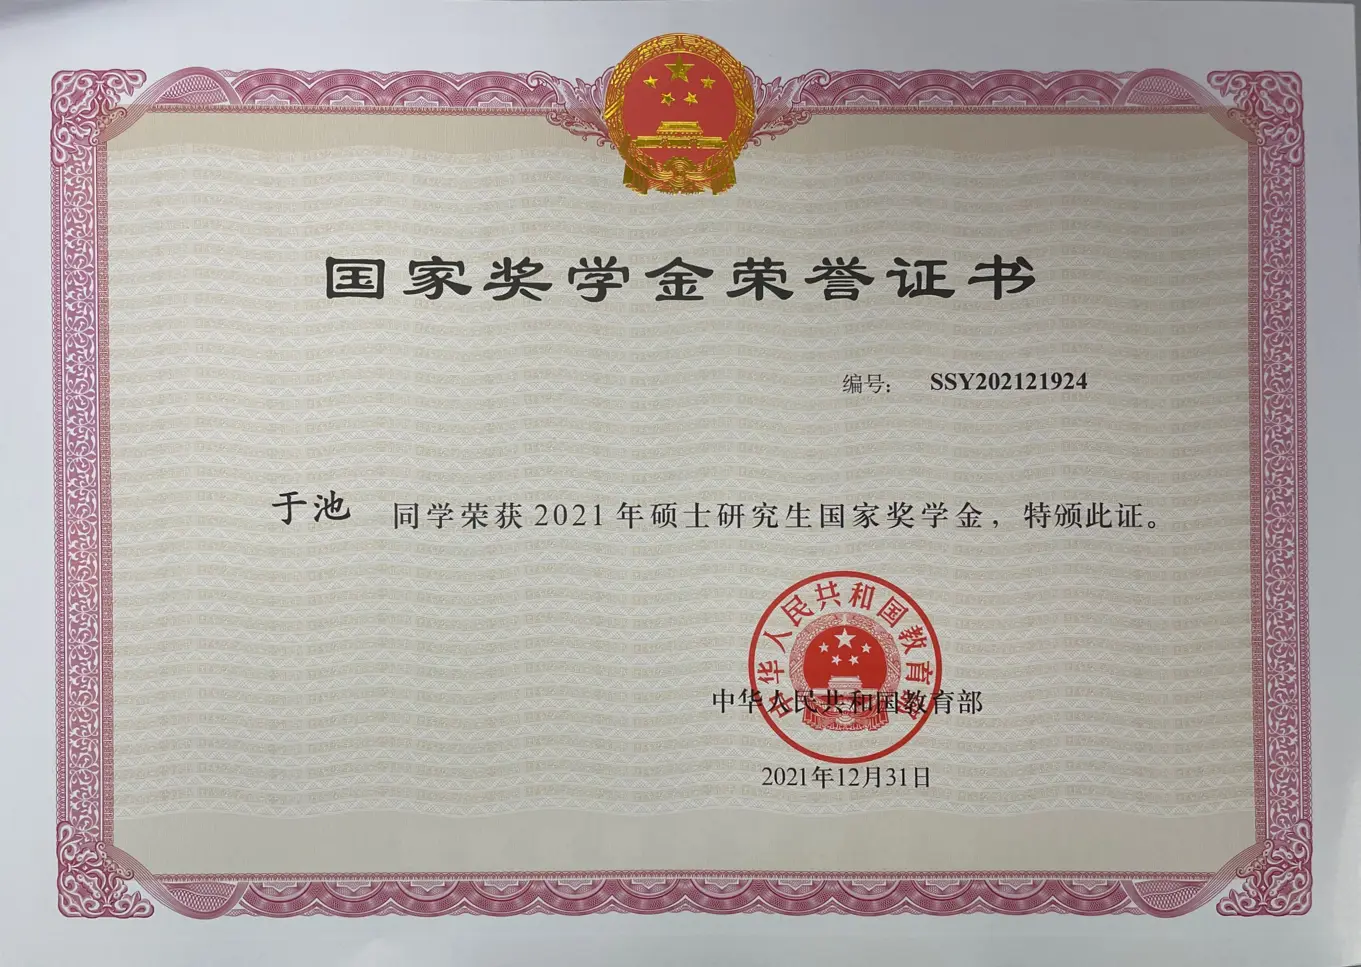 国家奖学金荣誉证书
编号： SSY202121924
于池 同学荣获2021年硕士研究生国家奖学金，特颁此证。
中华人民共和国教育部
中华人民共和国教育部
2021年12月31日